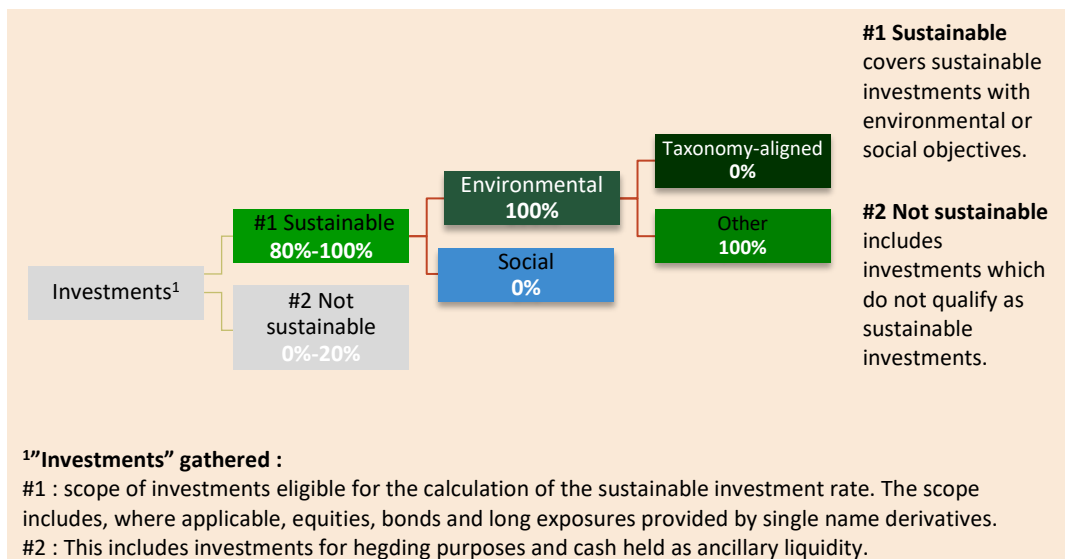 Investments¹
#1 Sustainable
80%-100%
#2 Not
sustainable
0%-20%
Environmental
100%
Social
0%
Taxonomy-aligned
0%
Other
100%
#1 Sustainable
covers sustainable
investments with
environmental or
social objectives.
#2 Not sustainable
includes
investments which
do not qualify as
sustainable
investments.
¹”Investments” gathered :
#1 : scope of investments eligible for the calculation of the sustainable investment rate. The scope
includes, where applicable, equities, bonds and long exposures provided by single name derivatives.
#2 : This includes investments for hegding purposes and cash held as ancillary liquidity.